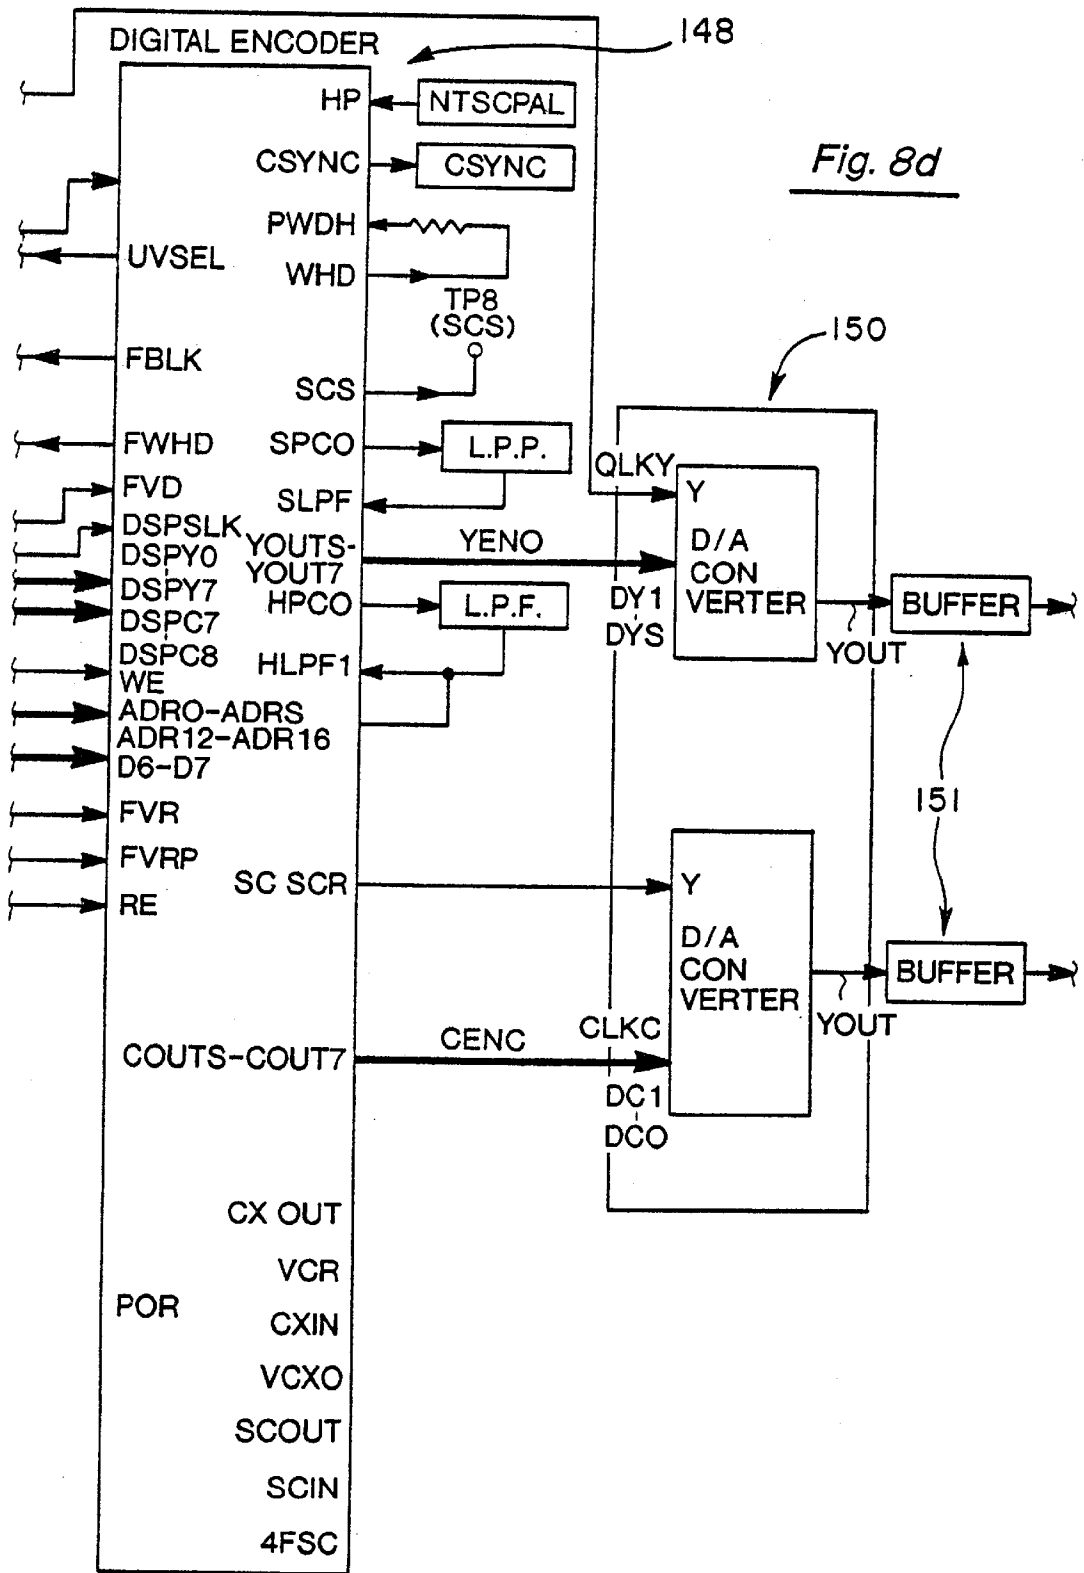 DIGITAL ENCODER
148
HP
NTSCPAL
Fig. 8d
CSYNC
CSYNC
PWDH
UVSEL
WHD
TP8
(SCS)
150
FBLK
SCS
FWHD
SPCO
L.P.P.
QLKY
FVD
SLPF
Y
DSPSLK
YOUTS-
YENO
D/A
DSPY0
YOUT7
CON
DSPY7
HPCO
L.P.F.
DY1
VERTER
BUFFER
DSPC7
DYS
YOUT
DSPC8
HLPF1
WE
ADRO-ADRS
ADR12-ADR16
D6-D7
151
FVR
FVRP
SC SCR
Y
RE
D/A
CON
BUFFER
VERTER
YOUT
CLKC
COUTS-COUT7
CENC
DC1
DCO
CX OUT
VCR
POR
CXIN
VCXO
SCOUT
SCIN
4FSC